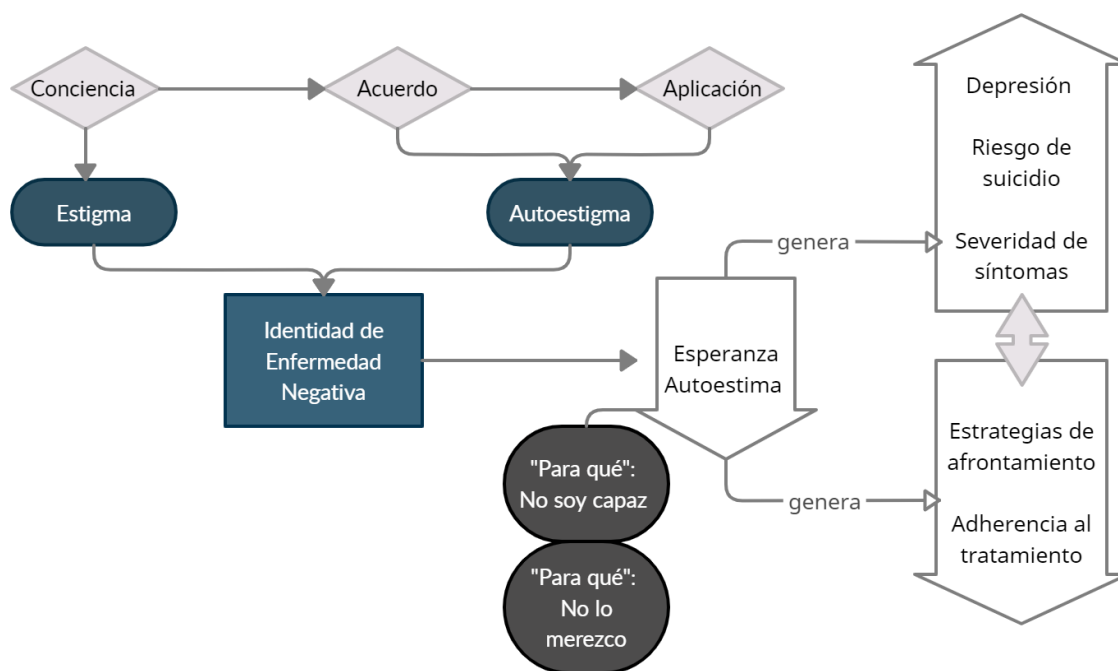 Conciencia
Acuerdo
Aplicación
Estigma
Autoestigma
Identidad de
Enfermedad
Negativa
Esperanza
Autoestima
"Para qué":
No soy capaz
"Para qué":
No lo
merezco
genera
Depresión
Riesgo de
suicidio
Severidad de
síntomas
genera
Estrategias de
afrontamiento
Adherencia al
tratamiento